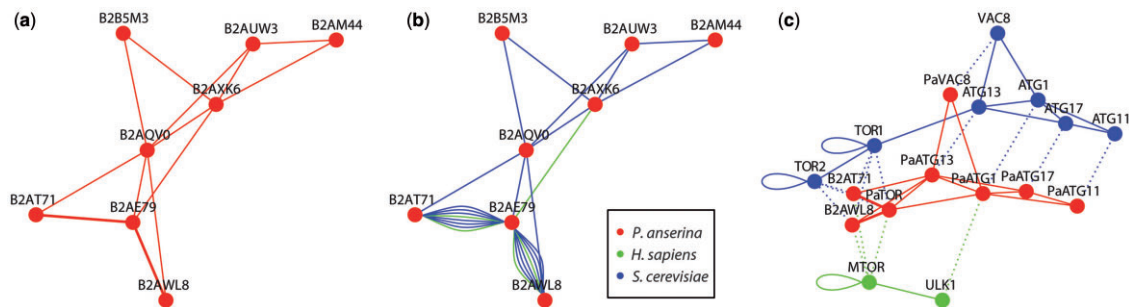 (a)
B2B5M3
B2AUW3
B2AM44
B2AXK6
B2AQV0
B2AT71
B2AE79
B2AWL8
(b)
B2B5M3
B2AUW3
B2AM44
B2AXK6
B2AQV0
B2AT71
B2AE79
B2AWL8
P. anserina
H. sapiens
S. cerevisiae
(c)
VAC8
PaVAC8
ATG13
ATG1
ATG17
ATG11
TOR1
TOR2
PaATG13
B2AT71
PaTOR
PaATG1
PaATG17
PaATG11
B2AWL8
MTOR
ULK1